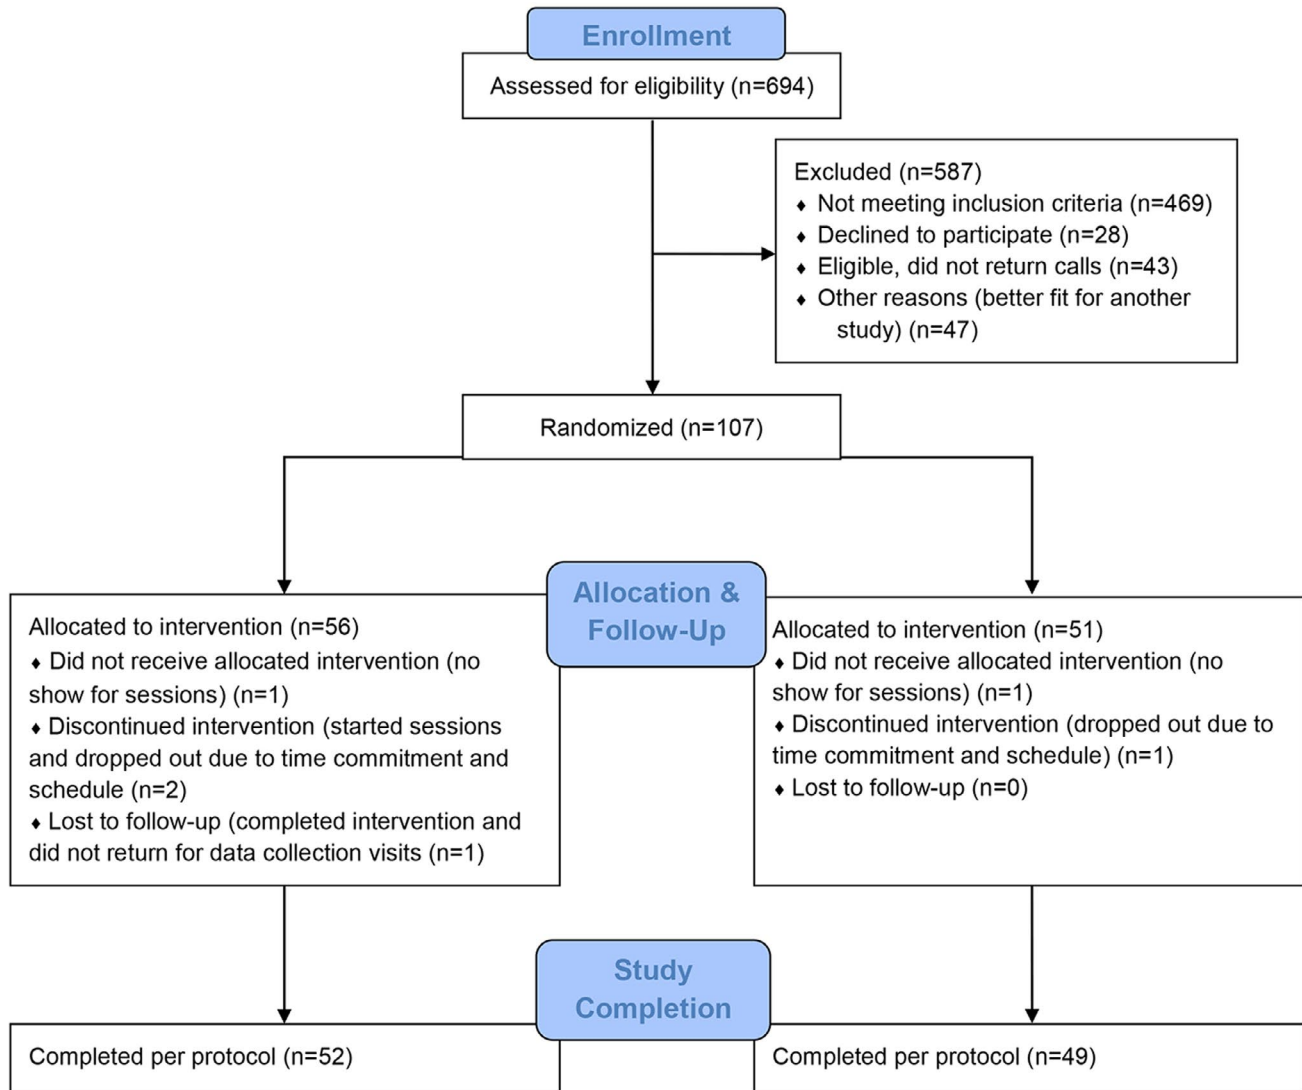 Enrollment
Assessed for eligibility (n=694)
Excluded (n=587)
♦ Not meeting inclusion criteria (n=469)
♦ Declined to participate (n=28)
♦ Eligible, did not return calls (n=43)
♦ Other reasons (better fit for another
study) (n=47)
Randomized (n=107)
Allocation &
Follow-Up
Allocated to intervention (n=56)
♦ Did not receive allocated intervention (no
show for sessions) (n=1)
♦ Discontinued intervention (started sessions
and dropped out due to time commitment and
schedule (n=2)
♦ Lost to follow-up (completed intervention and
did not return for data collection visits (n=1)
Allocated to intervention (n=51)
♦ Did not receive allocated intervention (no
show for sessions) (n=1)
♦ Discontinued intervention (dropped out due to
time commitment and schedule) (n=1)
♦ Lost to follow-up (n=0)
Study
Completion
Completed per protocol (n=52)
Completed per protocol (n=49)